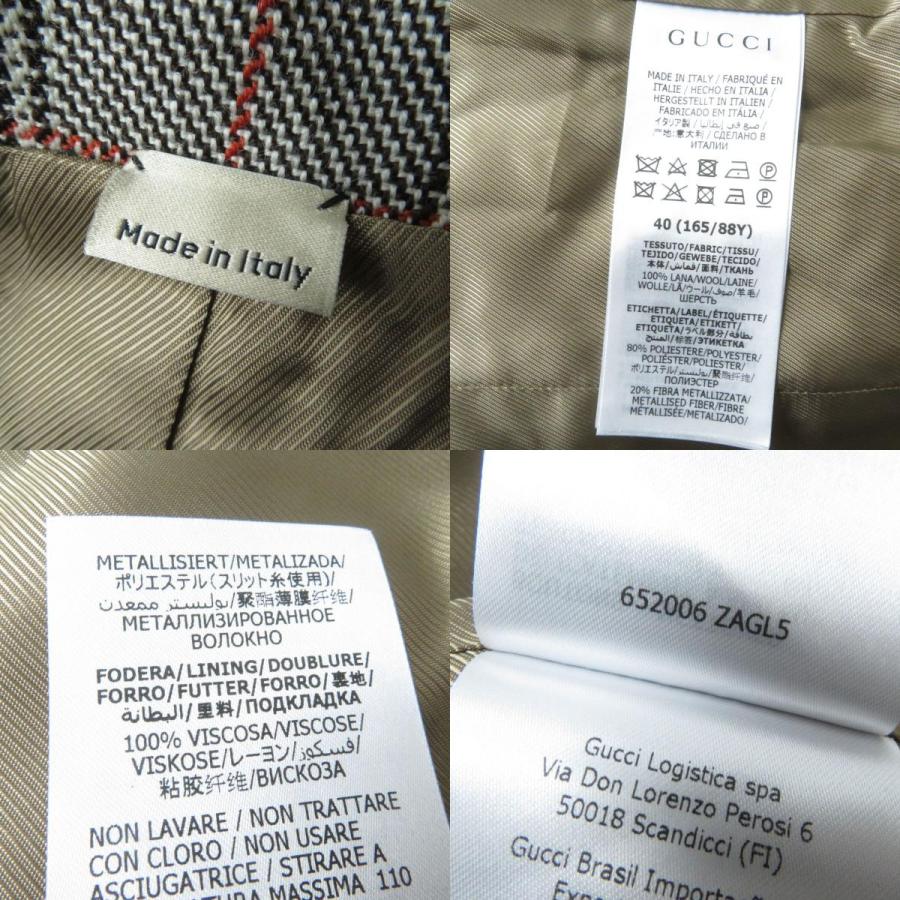 Made in Italy
GUCCI
MADE IN ITALY / FABRIQUÉ EN
ITALIE / HECHO EN ITALIA/
HERGESTELLT IN ITALIEN /
FABRICADO EM ITÁLIA /
イタリア製 / صنع في إيطاليا /
产地:意大利 / СДЕЛАНО В
ИТАЛИИ
40 (165/88Y)
TESSUTO/FABRIC/TISSU/
TEJIDO/GEWEBE/TECIDO/
本体/قماش/面料/ТКАНЬ
100% LANA/WOOL/LAINE/
WOLLE/LÃ/ウール/صوف/羊毛/
ШЕРСТЬ
ETICHETTA/LABEL/ÉTIQUETTE/
ETIQUETA/ETIKETT/
ETIQUETA/ラベル部分/بطاقة
المنتج/标签/ЭТИКЕТКА
80% POLIESTERE/POLYESTER/
POLIÉSTER/POLYESTER/
ポリエステル/بوليستر/聚酯纤维/
ПОЛИЭСТЕР
20% FIBRA METALLIZZATA/
METALLISED FIBER/FIBRE
MÉTALLISÉE/METALIZADO/
METALLISIERT/METALIZADA/
ポリエステル(スリット糸使用)/
بوليستر ممعدن/聚酯薄膜纤维/
МЕТАЛЛИЗИРОВАННОЕ
ВОЛОКНО
FODERA/LINING/DOUBLURE/
FORRO/FUTTER/FORRO/裏地/
البطانة/里料/ПОДКЛАДКА
100% VISCOSA/VISCOSE/
VISKOSE/レーヨン/فسكوز/
粘胶纤维/ВИСКОЗА
NON LAVARE / NON TRATTARE
CON CLORO / NON USARE
ASCIUGATRICE / STIRARE A
MASSIMA 110
652006 ZAGL5
Gucci Logistica spa
Via Don Lorenzo Perosi 6
50018 Scandicci (FI)
Gucci Brasil Importação